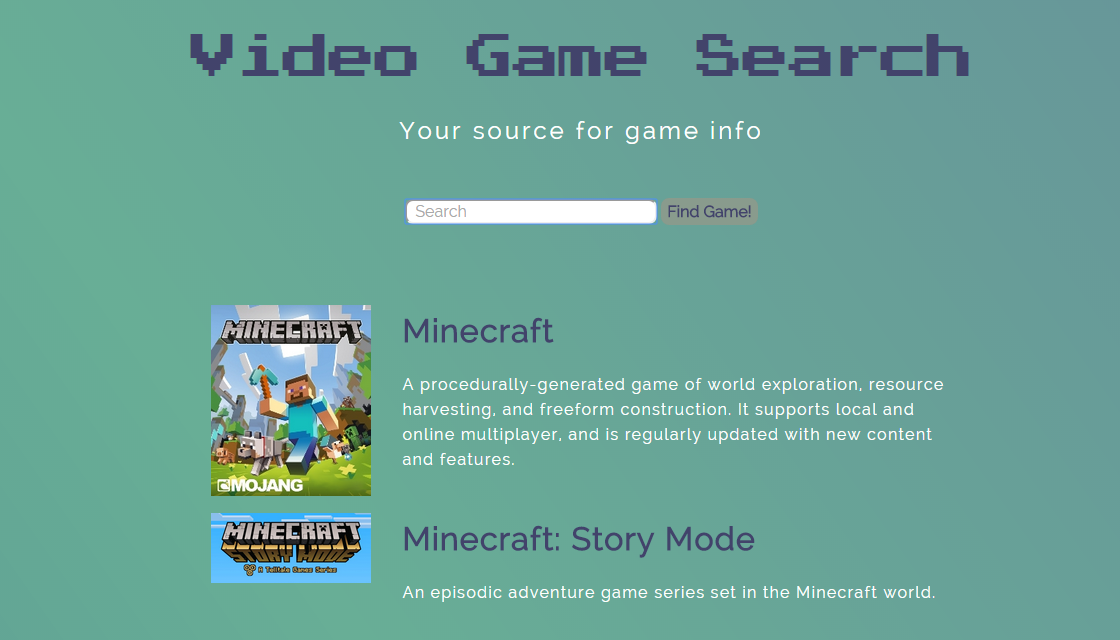 Video Game Search
Your source for game info
Search
Find Game!
MINECRAFT
MOJANG
Minecraft
A procedurally-generated game of world exploration, resource
harvesting, and freeform construction. It supports local and
online multiplayer, and is regularly updated with new content
and features.
MINECRAFT
STORY MODE
A Telltale Games Series
Minecraft: Story Mode
An episodic adventure game series set in the Minecraft world.